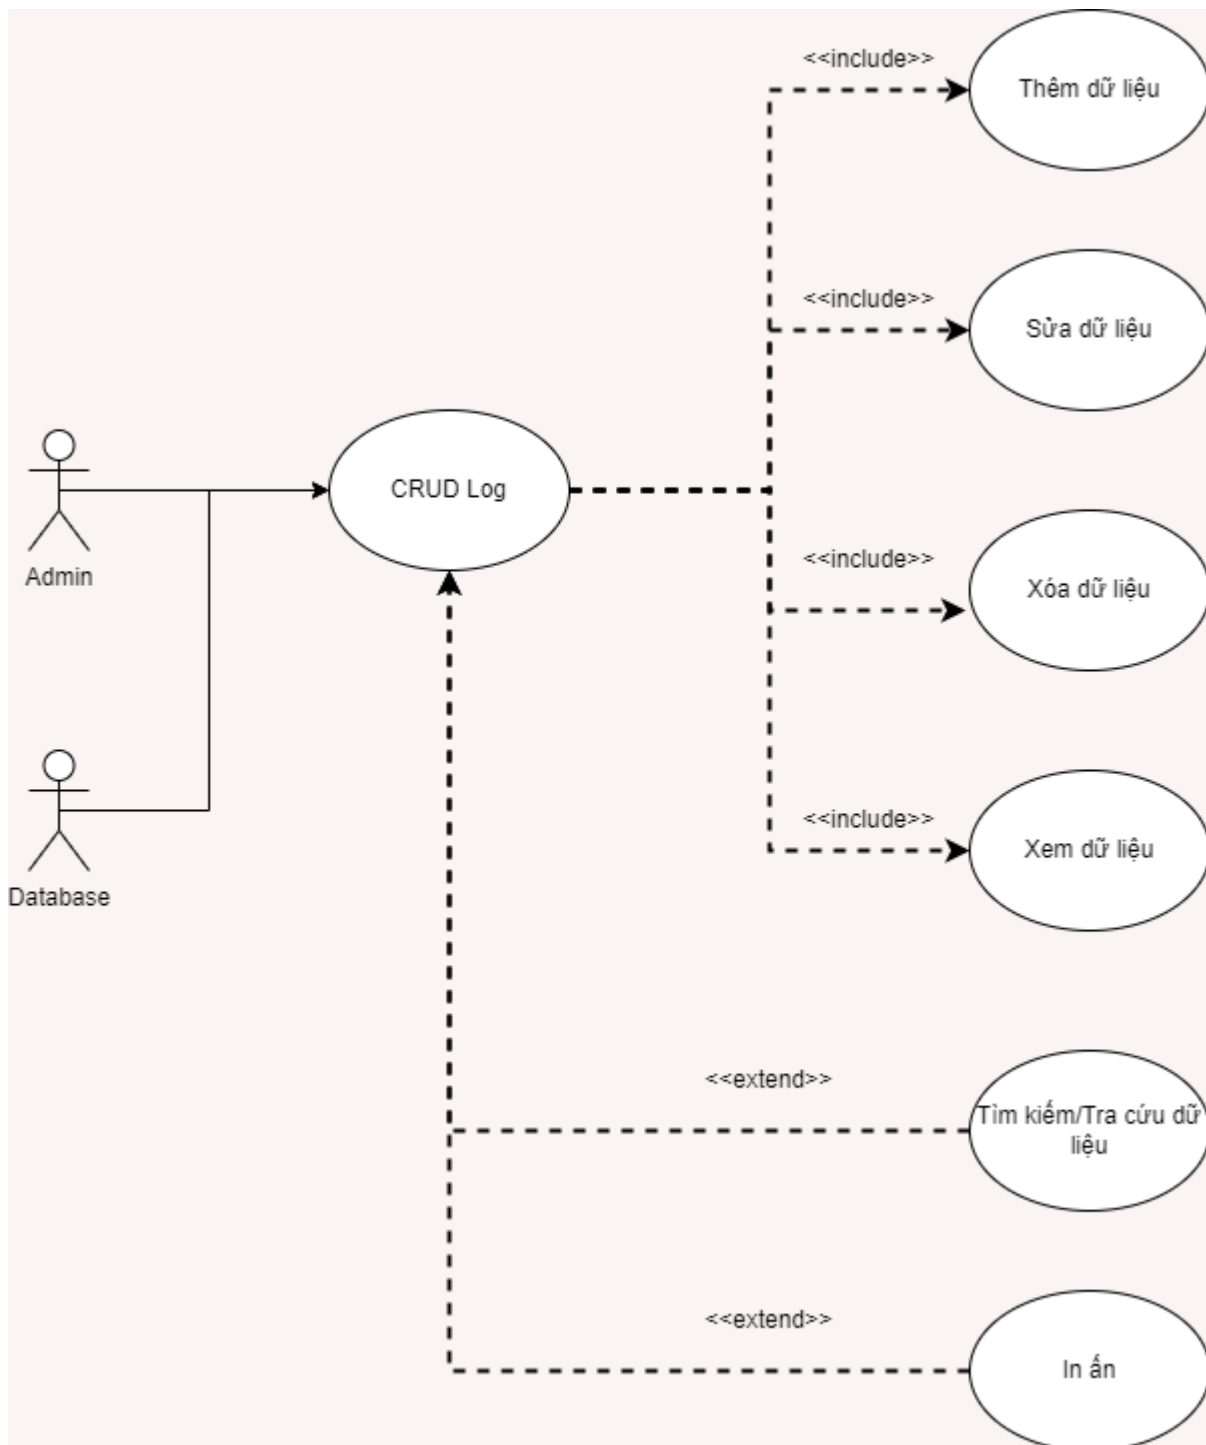 <<include>>
Thêm dữ liệu
<<include>>
Sửa dữ liệu
CRUD Log
Admin
<<include>>
Xóa dữ liệu
<<include>>
Xem dữ liệu
Database
<<extend>>
Tìm kiếm/Tra cứu dữ
liệu
<<extend>>
In ấn